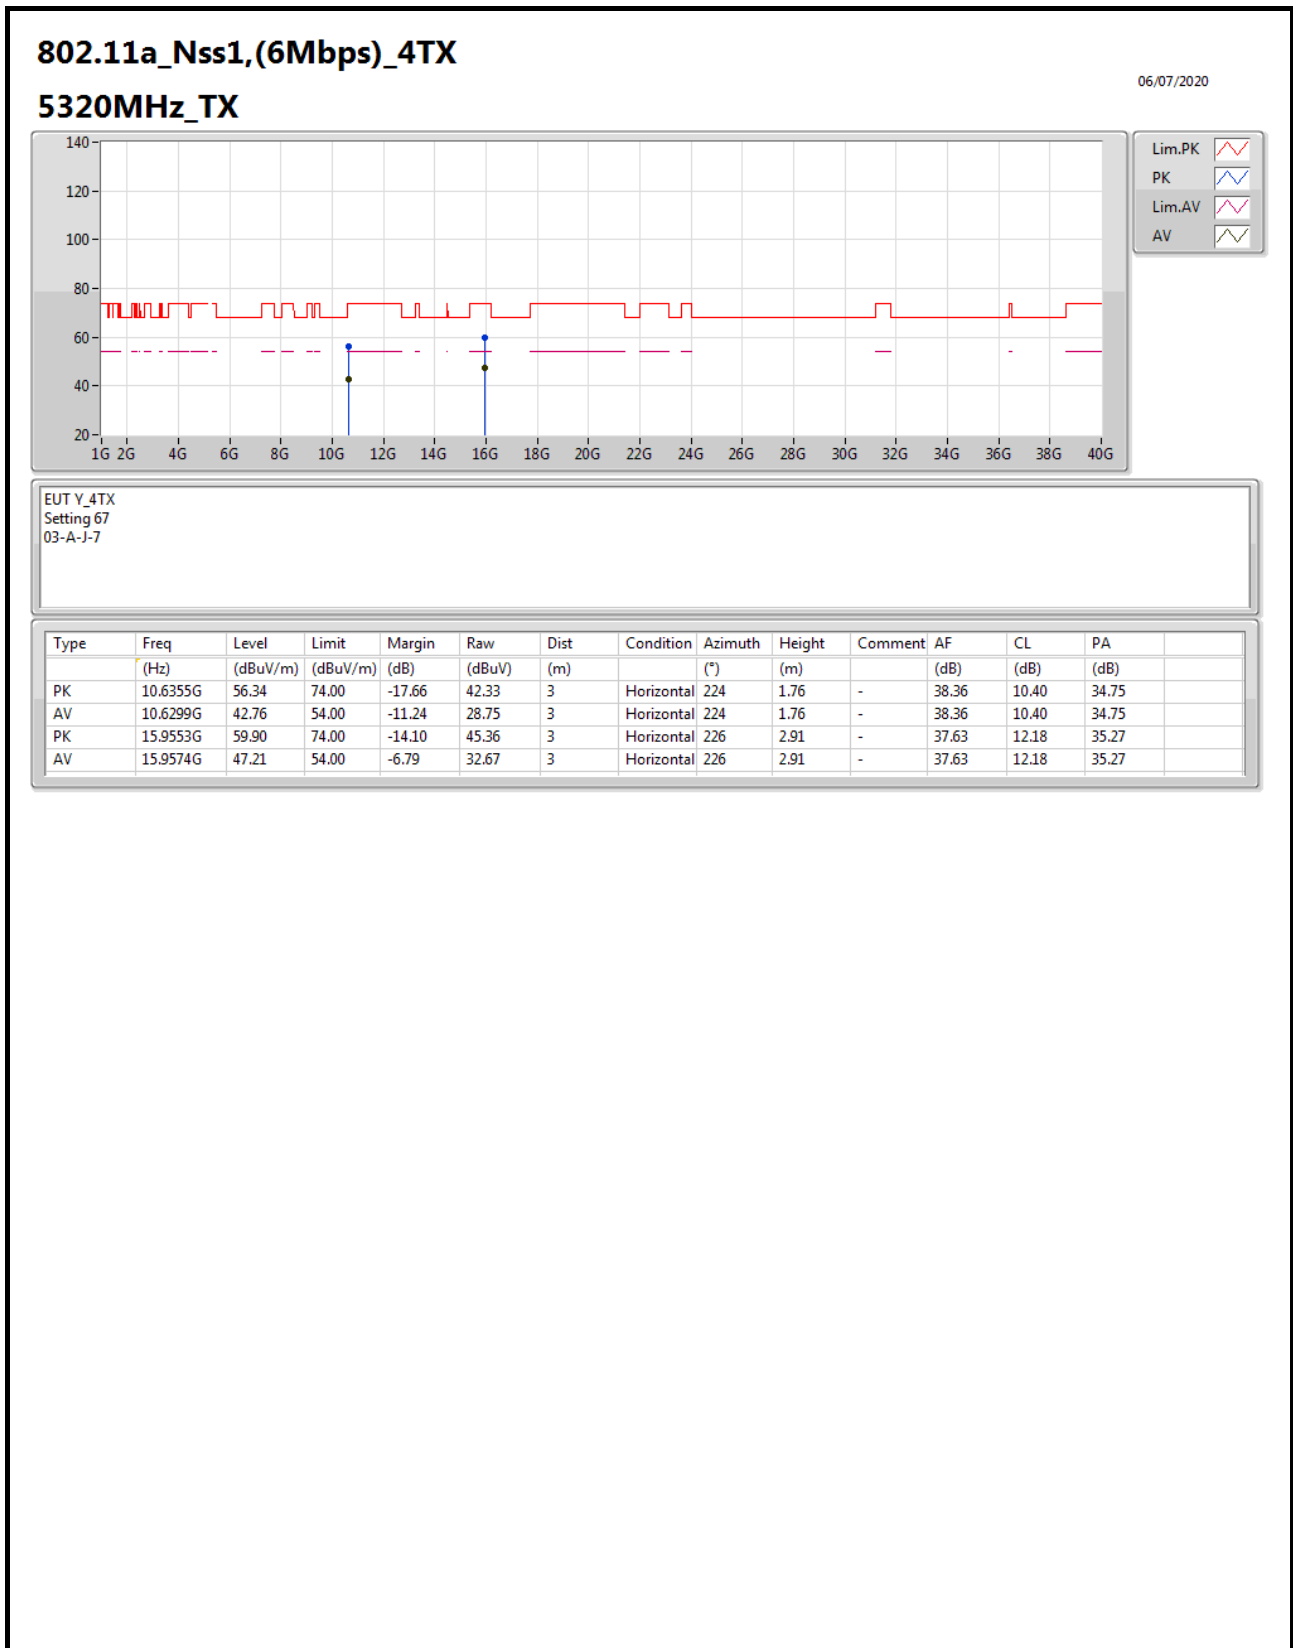 802.11a_Nss1,(6Mbps)_4TX
06/07/2020
5320MHz_TX
140
120
100
80
60
40
20
1G 2G 4G 6G 8G 10G 12G 14G 16G 18G 20G 22G 24G 26G 28G 30G 32G 34G 36G 38G 40G
Lim.PK
PK
Lim.AV
AV
EUT Y_4TX
Setting 67
03-A-J-7
Type Freq Level Limit Margin Raw Dist Condition Azimuth Height Comment AF CL PA
(Hz) (dBuV/m) (dBuV/m) (dB) (dBuV) (m) (°) (m) (dB) (dB) (dB)
PK 10.6355G 56.34 74.00 -17.66 42.33 3 Horizontal 224 1.76 - 38.36 10.40 34.75
AV 10.6299G 42.76 54.00 -11.24 28.75 3 Horizontal 224 1.76 - 38.36 10.40 34.75
PK 15.9553G 59.90 74.00 -14.10 45.36 3 Horizontal 226 2.91 - 37.63 12.18 35.27
AV 15.9574G 47.21 54.00 -6.79 32.67 3 Horizontal 226 2.91 - 37.63 12.18 35.27